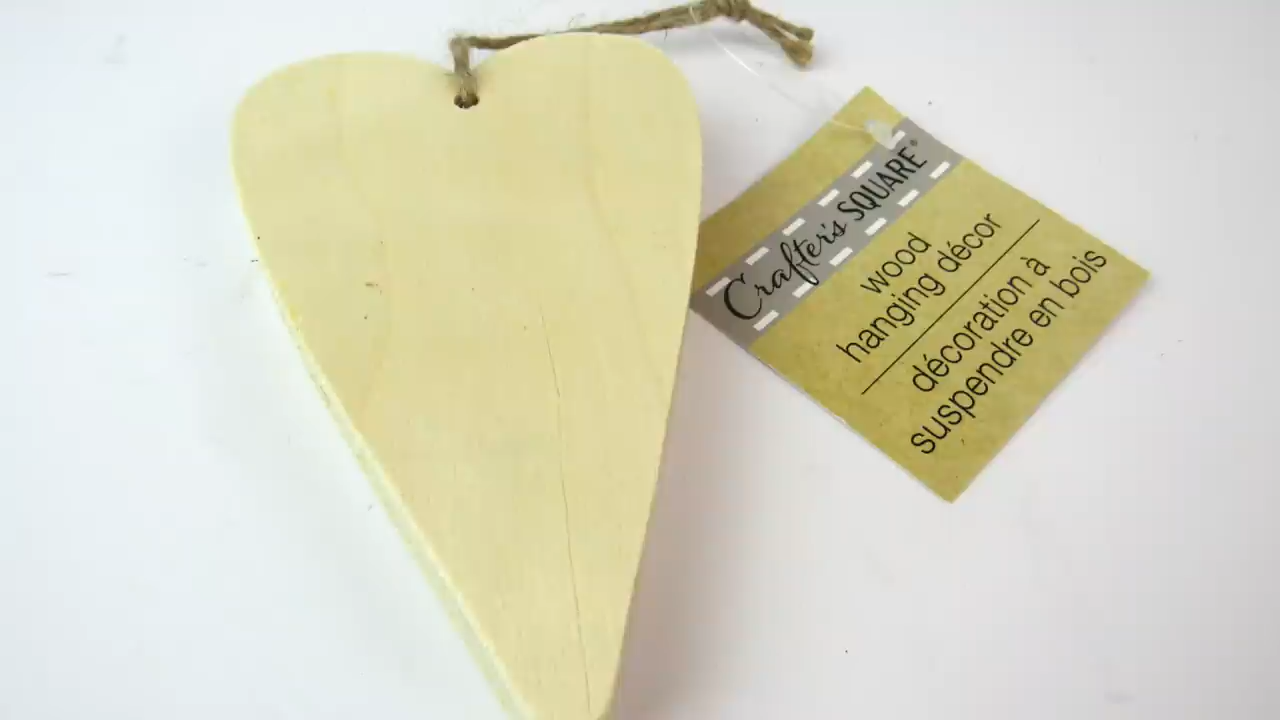 Crafter's SQUARE®
wood
hanging décor
décoration à
suspendre en bois